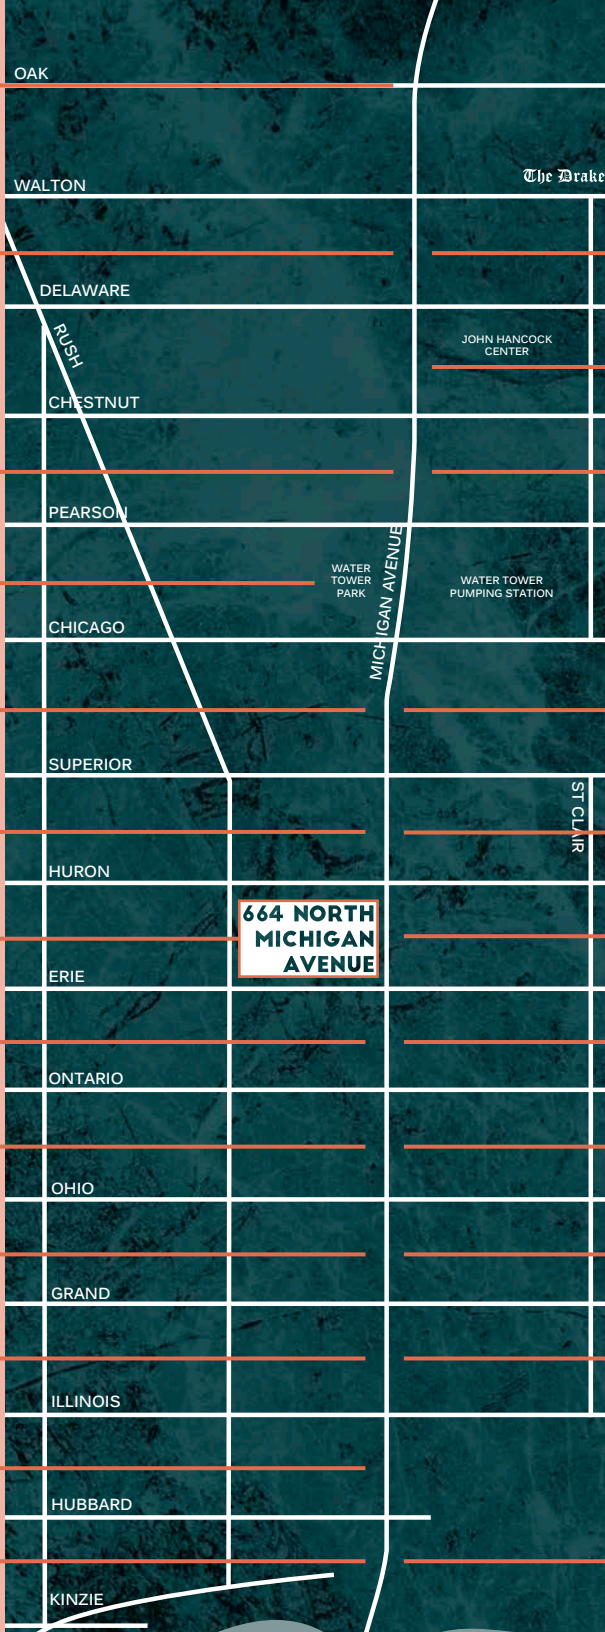 OAK
The Drake
WALTON
DELAWARE
RUSH
JOHN HANCOCK
CENTER
CHESTNUT
PEARSON
MICHIGAN AVENUE
WATER
TOWER
PARK
WATER TOWER
PUMPING STATION
CHICAGO
SUPERIOR
ST CLAIR
HURON
664 NORTH
MICHIGAN
AVENUE
ERIE
ONTARIO
OHIO
GRAND
ILLINOIS
HUBBARD
KINZIE